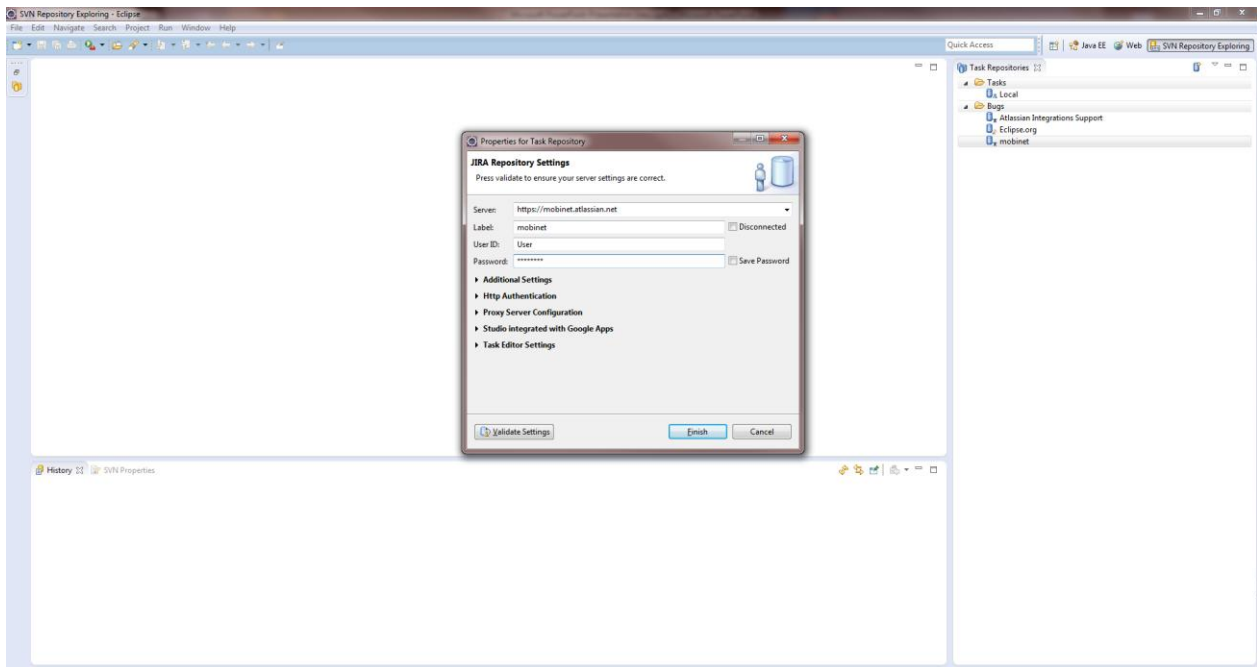 SVN Repository Exploring - Eclipse
File Edit Navigate Search Project Run Window Help
Quick Access Java EE Web SVN Repository Exploring
Task Repositories
Tasks
Local
Bugs
Atlassian Integrations Support
Eclipse.org
mobinet
Properties for Task Repository
JIRA Repository Settings
Press validate to ensure your server settings are correct.
Server: https://mobinet.atlassian.net
Label: mobinet Disconnected
User ID: User
Password: ******** Save Password
Additional Settings
Http Authentication
Proxy Server Configuration
Studio integrated with Google Apps
Task Editor Settings
Validate Settings Finish Cancel
History SVN Properties